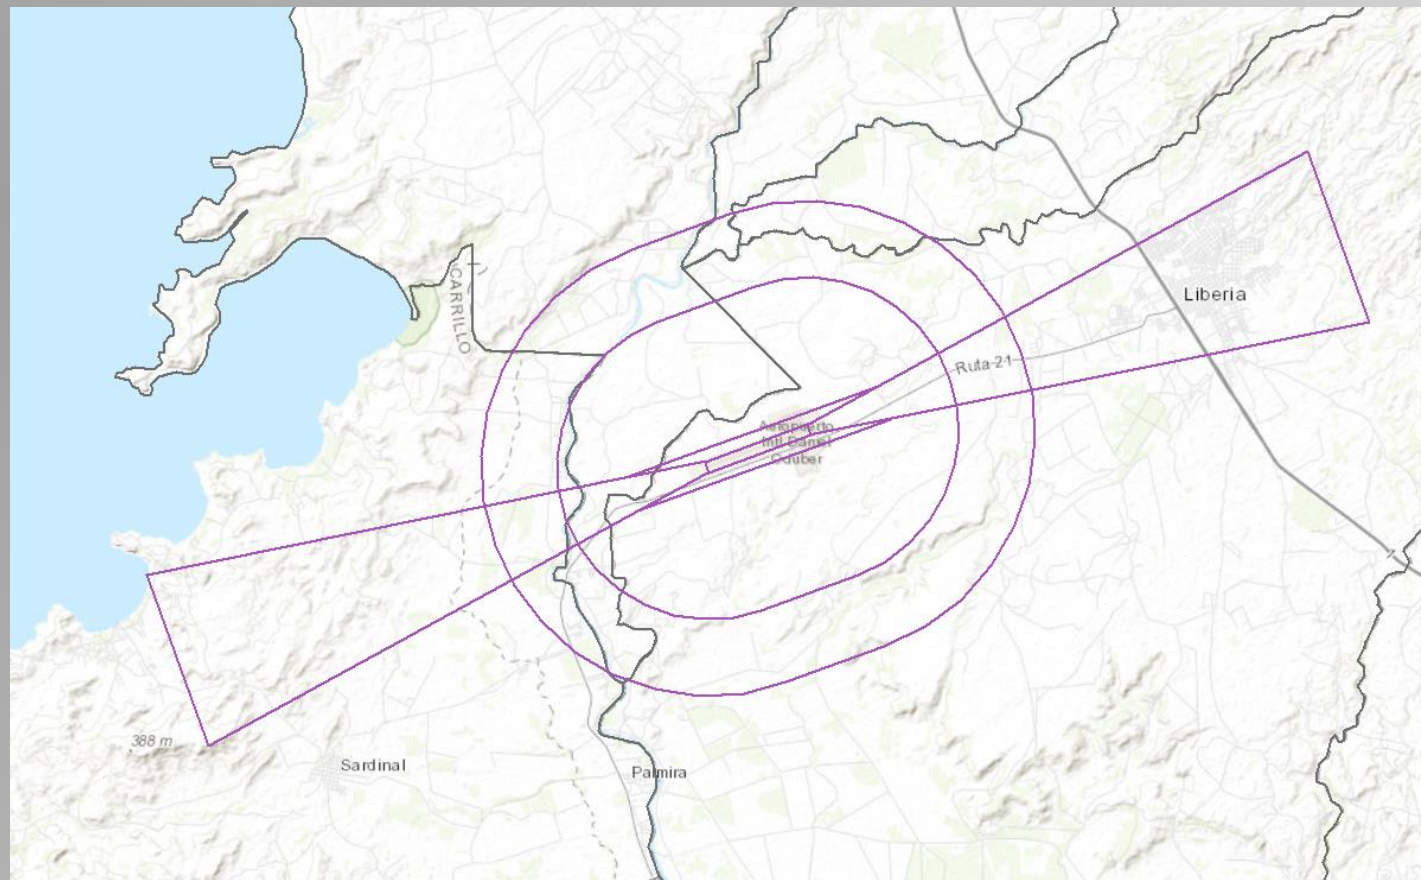 CARRILLO
Liberia
Ruta 21
Aeropuerto
Intl Daniel
Oduber
388 m
Sardinal
Palmira